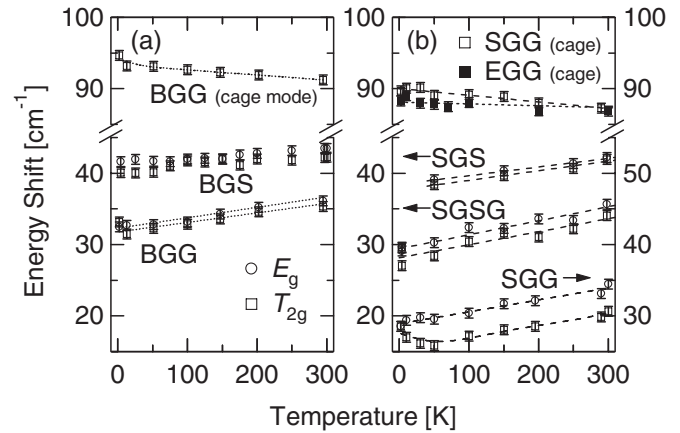 100 (a) (b) 100
SGG (cage)
EGG (cage)
90 BGG (cage mode) 90
40 SGS 50
BGS
SGSG
30 40
BGG
E_g SGG
T_2g
20 30
0 100 200 300 0 100 200 300
Energy Shift [cm⁻¹]
Temperature [K]